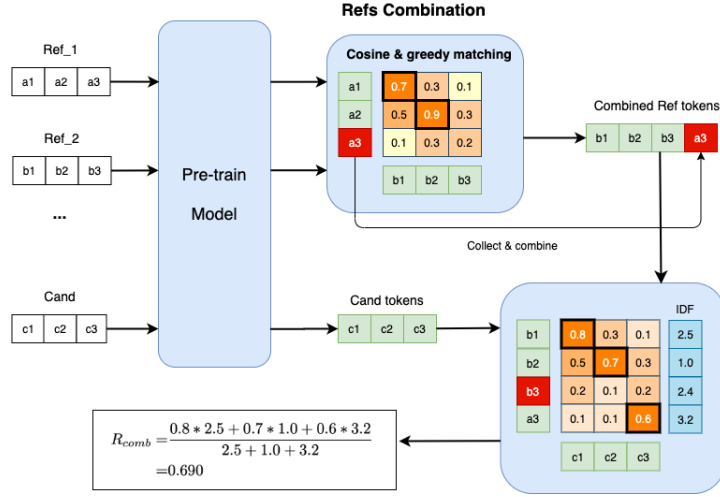 Refs Combination
Ref_1
a1 a2 a3
Ref_2
b1 b2 b3
...
Cand
c1 c2 c3
Pre-train
Model
Cosine & greedy matching
a1 0.7 0.3 0.1
a2 0.5 0.9 0.3
a3 0.1 0.3 0.2
b1 b2 b3
Combined Ref tokens
b1 b2 b3 a3
Collect & combine
Cand tokens
c1 c2 c3
IDF
b1 0.8 0.3 0.1 2.5
b2 0.5 0.7 0.3 1.0
b3 0.2 0.1 0.2 2.4
a3 0.1 0.1 0.6 3.2
c1 c2 c3
0.8 * 2.5 + 0.7 * 1.0 + 0.6 * 3.2
R_comb =
2.5 + 1.0 + 3.2
=0.690